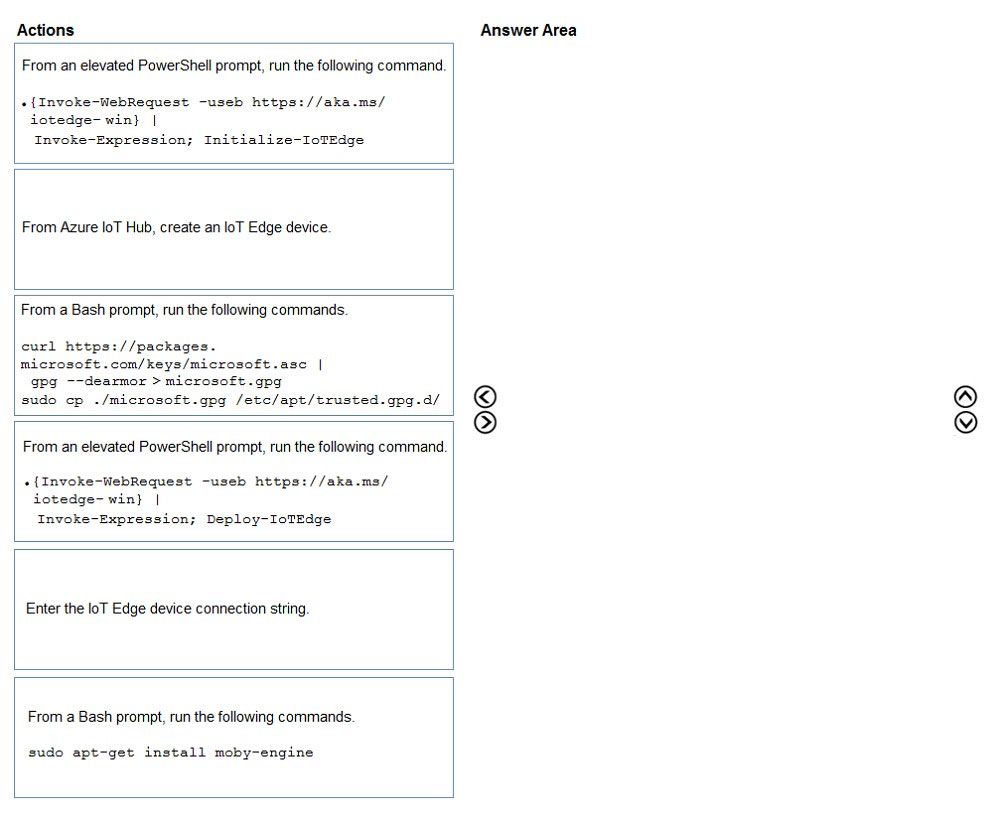 Actions
Answer Area
From an elevated PowerShell prompt, run the following command.
. {Invoke-WebRequest -useb https://aka.ms/
iotedge- win} |
Invoke-Expression; Initialize-IoTEdge
From Azure IoT Hub, create an IoT Edge device.
From a Bash prompt, run the following commands.
curl https://packages.
microsoft.com/keys/microsoft.asc |
gpg --dearmor > microsoft.gpg
sudo cp ./microsoft.gpg /etc/apt/trusted.gpg.d/
From an elevated PowerShell prompt, run the following command.
. {Invoke-WebRequest -useb https://aka.ms/
iotedge- win} |
Invoke-Expression; Deploy-IoTEdge
Enter the IoT Edge device connection string.
From a Bash prompt, run the following commands.
sudo apt-get install moby-engine